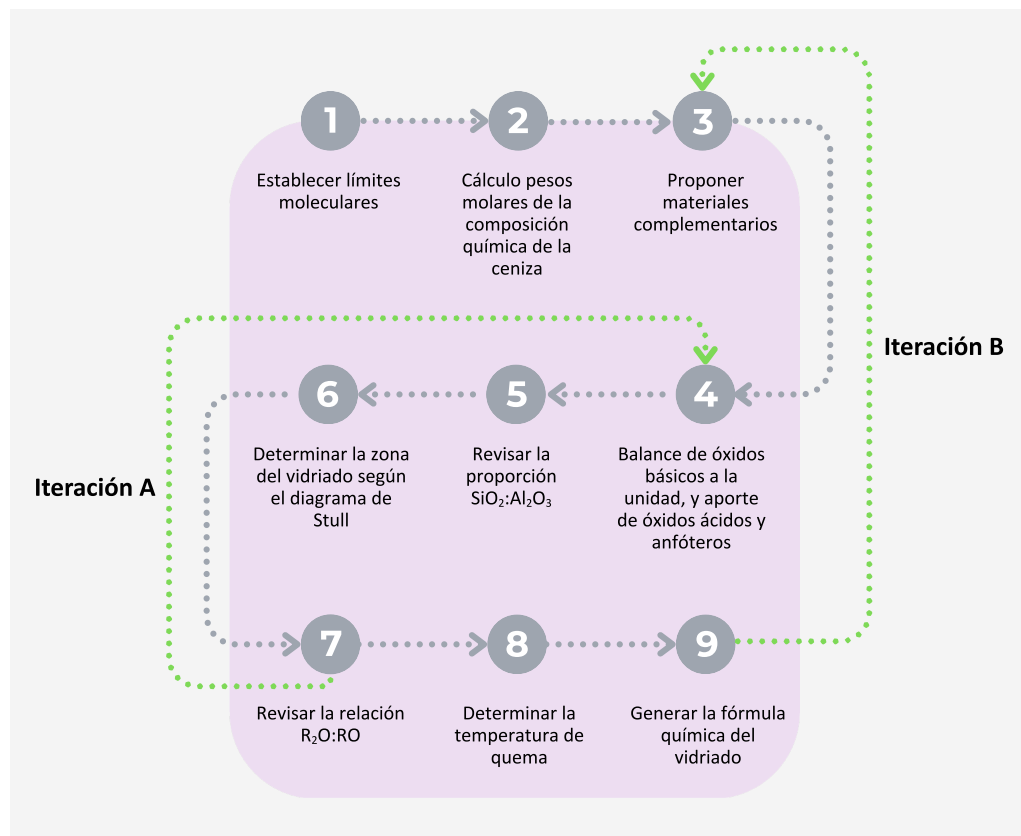 1
Establecer límites
moleculares
2
Cálculo pesos
molares de la
composición
química de la
ceniza
3
Proponer
materiales
complementarios
Iteración B
6
Determinar la zona
del vidriado según
el diagrama de
Stull
5
Revisar la
proporción
SiO₂:Al₂O₃
4
Balance de óxidos
básicos a la
unidad, y aporte
de óxidos ácidos y
anfóteros
Iteración A
7
Revisar la relación
R₂O:RO
8
Determinar la
temperatura de
quema
9
Generar la fórmula
química del
vidriado